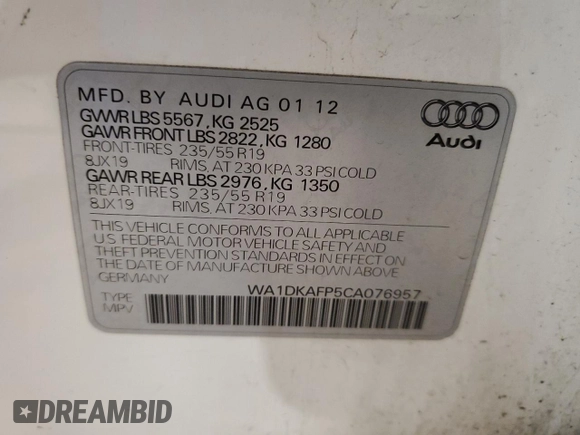 MFD. BY AUDI AG 01 12
GVWR LBS 5567, KG 2525
GAWR FRONT LBS 2822, KG 1280
FRONT-TIRES 235/55 R19
8JX19 RIMS, AT 230 KPA 33 PSI COLD
GAWR REAR LBS 2976, KG 1350
REAR-TIRES 235/55 R19
8JX19 RIMS, AT 230 KPA 33 PSI COLD
Audi
THIS VEHICLE CONFORMS TO ALL APPLICABLE
U.S. FEDERAL MOTOR VEHICLE SAFETY AND
THEFT PREVENTION STANDARDS IN EFFECT ON
THE DATE OF MANUFACTURE SHOWN ABOVE.
GERMANY
WA1DKAFP5CA076957
TYPE
MPV
DREAMBID